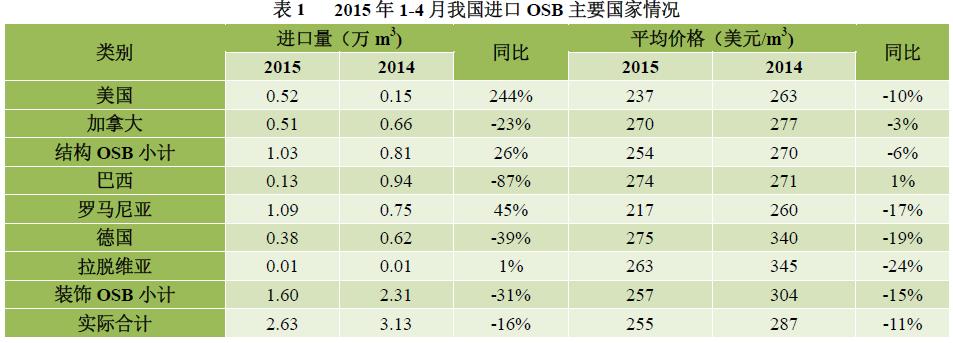 表 1 2015 年 1-4 月我国进口 OSB 主要国家情况
类别 进口量（万 m³) 同比 平均价格（美元/m³) 同比
2015 2014 2015 2014
美国 0.52 0.15 244% 237 263 -10%
加拿大 0.51 0.66 -23% 270 277 -3%
结构 OSB 小计 1.03 0.81 26% 254 270 -6%
巴西 0.13 0.94 -87% 274 271 1%
罗马尼亚 1.09 0.75 45% 217 260 -17%
德国 0.38 0.62 -39% 275 340 -19%
拉脱维亚 0.01 0.01 1% 263 345 -24%
装饰 OSB 小计 1.60 2.31 -31% 257 304 -15%
实际合计 2.63 3.13 -16% 255 287 -11%